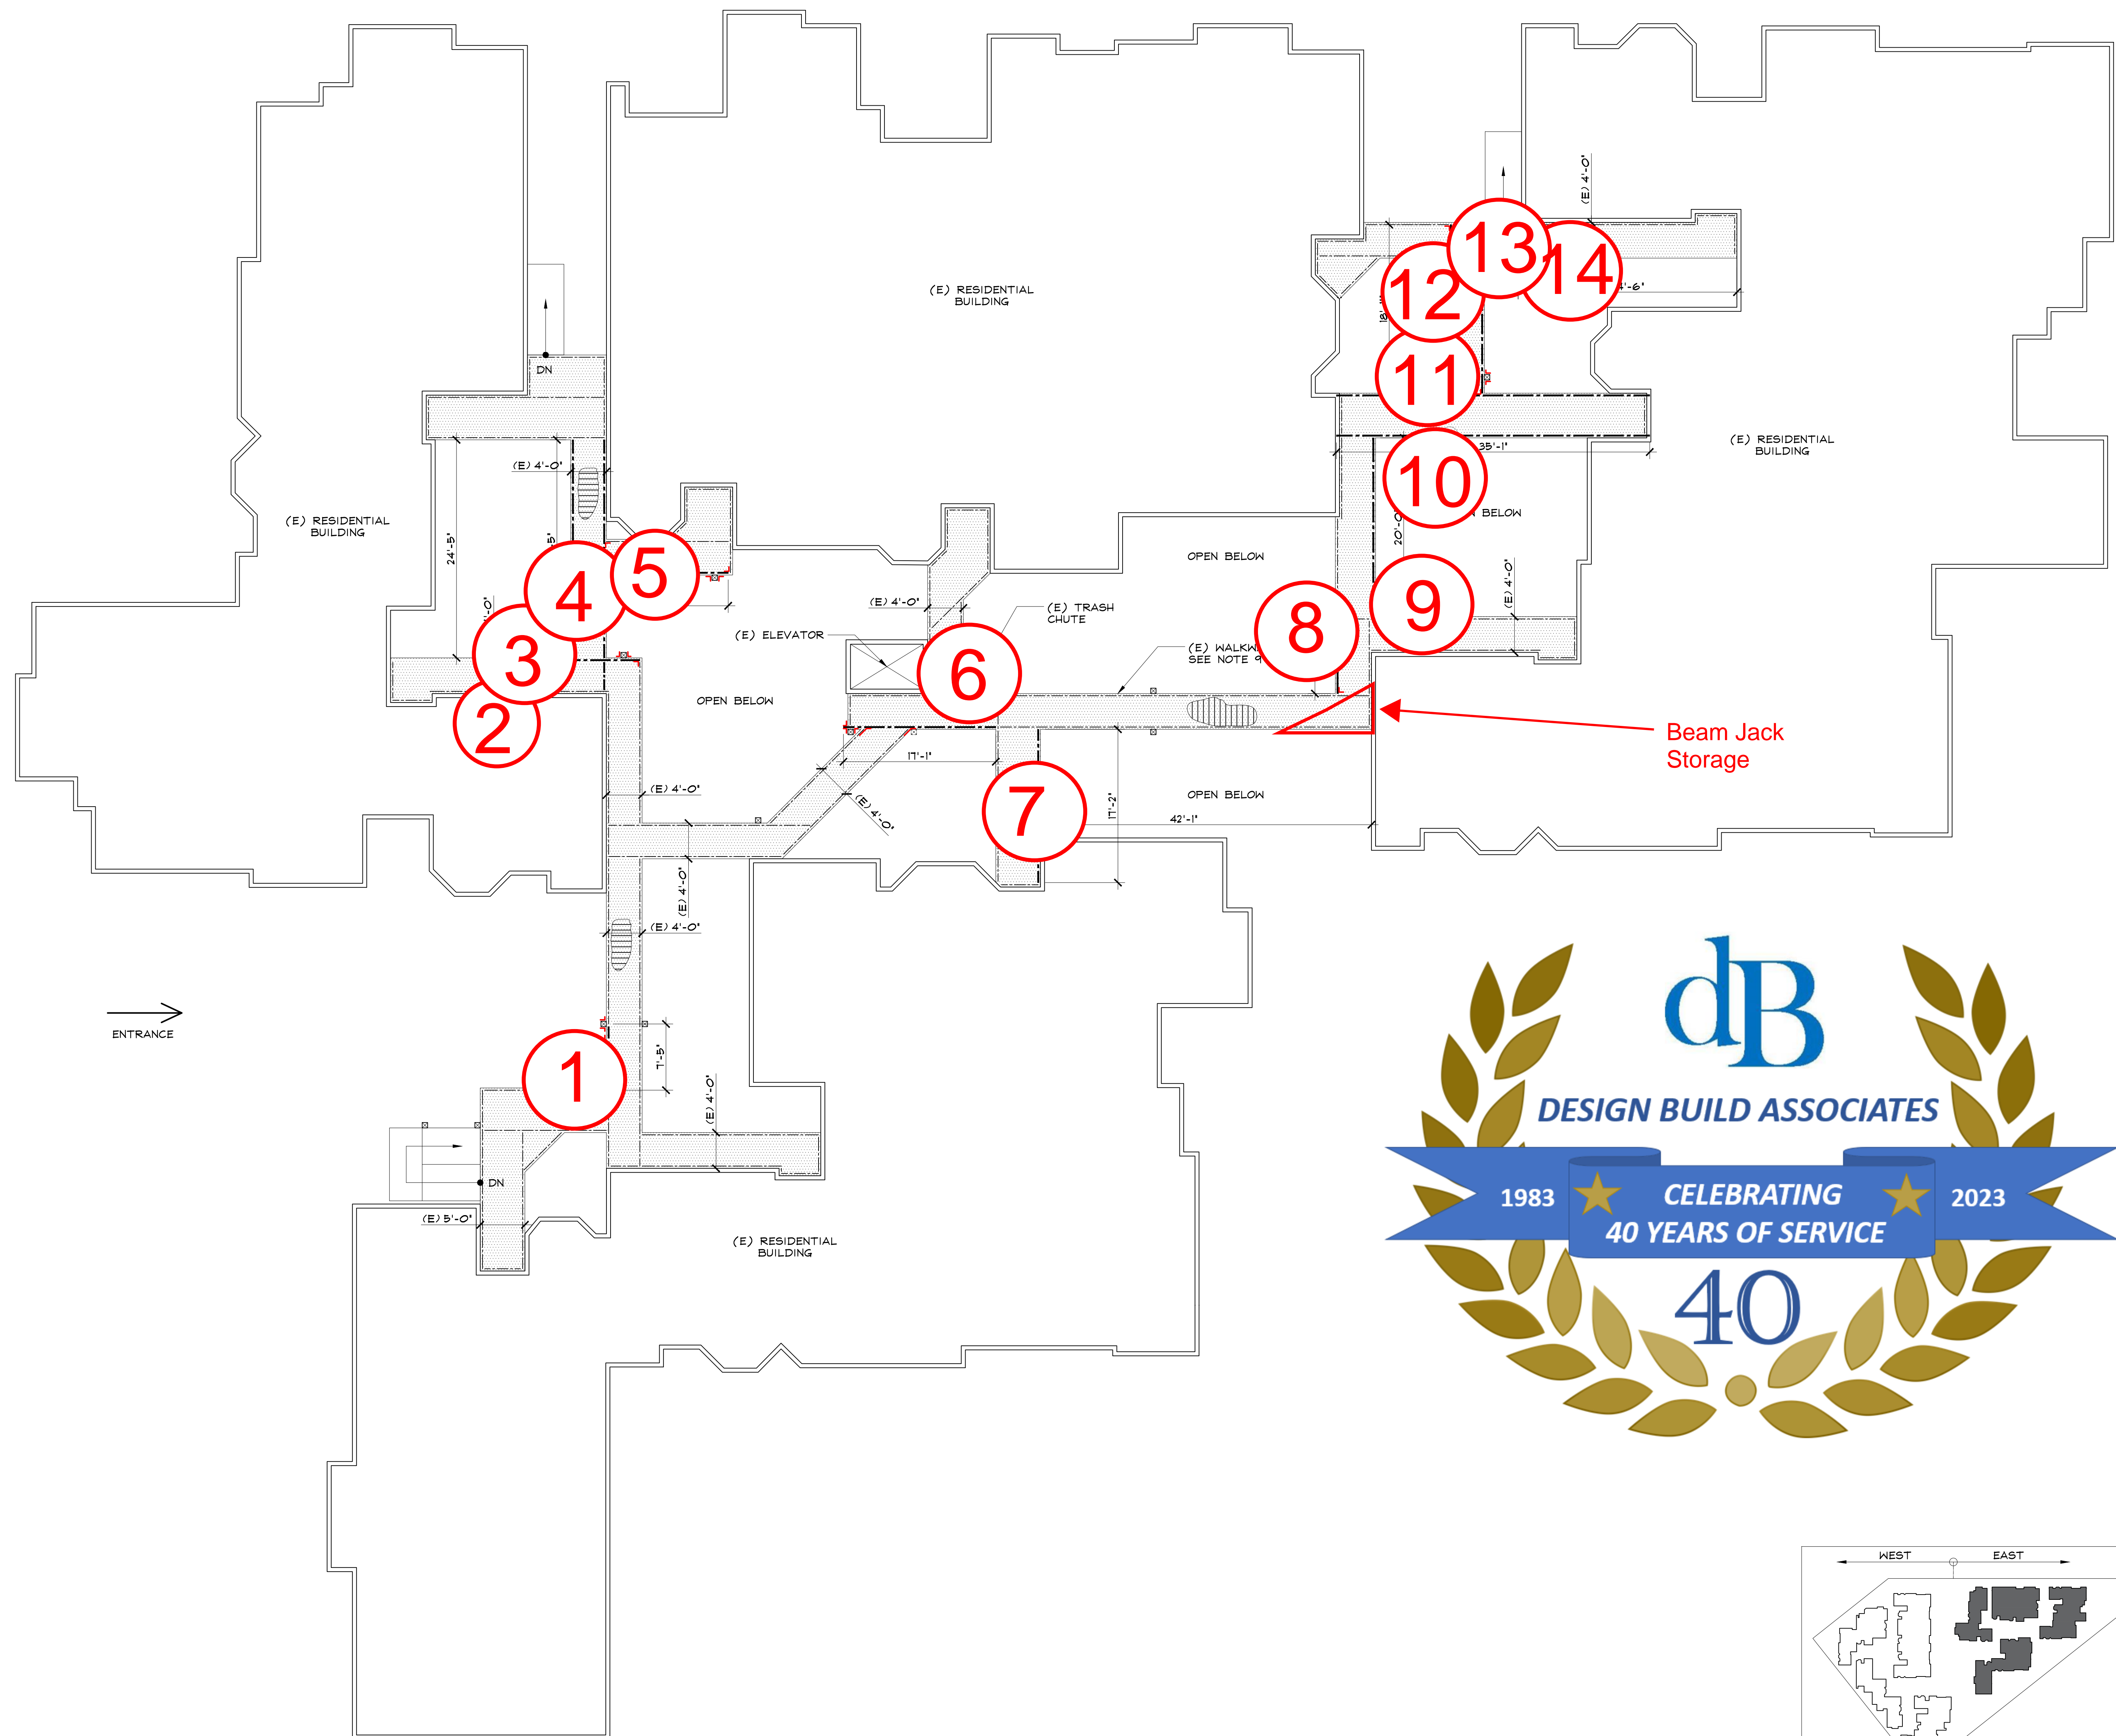 (E) 4'-0"
13
14
4'-6"
12
18'
(E) RESIDENTIAL
BUILDING
DN
11
(E) RESIDENTIAL
BUILDING
35'-1"
10
(E) 4'-0"
BELOW
20'-0"
(E) RESIDENTIAL
BUILDING
24'-5"
OPEN BELOW
5
4
(E) 4'-0"
(E) 4'-0"
(E) TRASH
CHUTE
9
8
(E) ELEVATOR
3
(E) WALKW
SEE NOTE 9
6
OPEN BELOW
2
Beam Jack
Storage
17'-1"
(E) 4'-0"
(E) 4'-0"
OPEN BELOW
17'-2"
7
42'-1"
(E) 4'-0"
(E) 4'-0"
ENTRANCE
1
7'-5"
(E) 4'-0"
DN
(E) 5'-0"
(E) RESIDENTIAL
BUILDING
dB
DESIGN BUILD ASSOCIATES
1983
CELEBRATING
40 YEARS OF SERVICE
2023
40
WEST
EAST